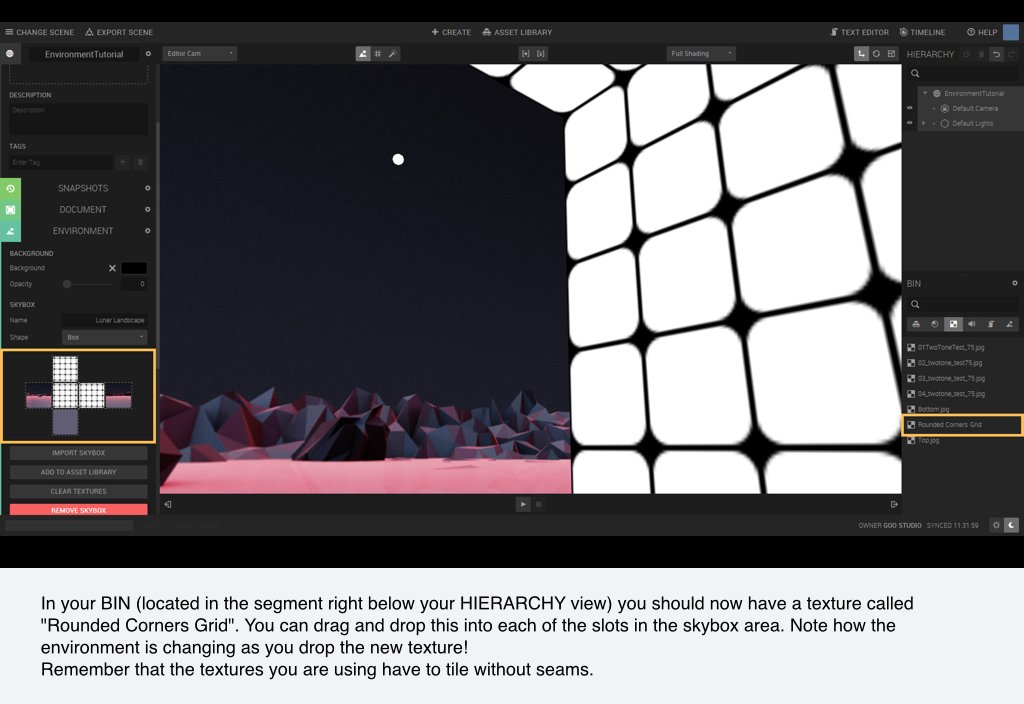 CHANGE SCENE EXPORT SCENE CREATE ASSET LIBRARY TEXT EDITOR TIMELINE HELP
EnvironmentTutorial Editor Cam Full Shading HIERARCHY
DESCRIPTION
Description
TAGS
Enter Tag
SNAPSHOTS
DOCUMENT
ENVIRONMENT
BACKGROUND
Background
Opacity 0
SKYBOX
Name Lunar Landscape
Shape Box
IMPORT SKYBOX
ADD TO ASSET LIBRARY
CLEAR TEXTURES
REMOVE SKYBOX
EnvironmentTutorial
Default Camera
Default Lights
BIN
01TwoToneTest_75.jpg
02_twotone_test75.jpg
03_twotone_test_75.jpg
04_twotone_test_75.jpg
Bottom.jpg
Rounded Corners Grid
Top.jpg
OWNER GOO STUDIO SYNCED 11:31:59
In your BIN (located in the segment right below your HIERARCHY view) you should now have a texture called
"Rounded Corners Grid". You can drag and drop this into each of the slots in the skybox area. Note how the
environment is changing as you drop the new texture!
Remember that the textures you are using have to tile without seams.